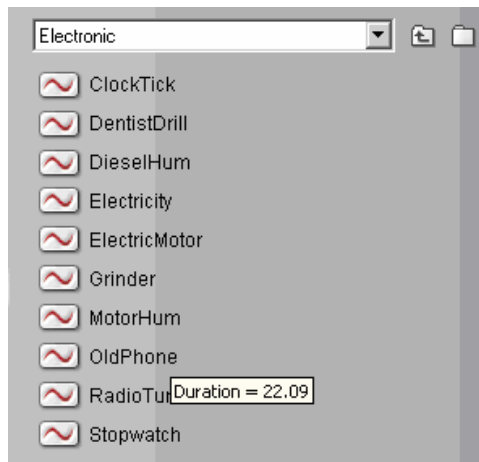 Electronic
ClockTick
DentistDrill
DieselHum
Electricity
ElectricMotor
Grinder
MotorHum
OldPhone
Duration = 22.09
Stopwatch